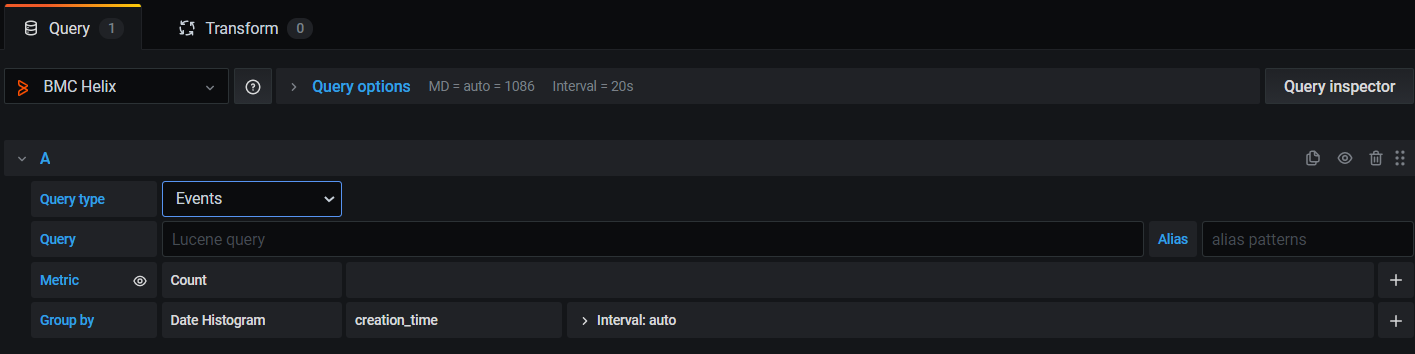 Query 1 Transform 0
BMC Helix Query options MD = auto = 1086 Interval = 20s Query inspector
A
Query type Events
Query Lucene query Alias alias patterns
Metric Count
Group by Date Histogram creation_time Interval: auto